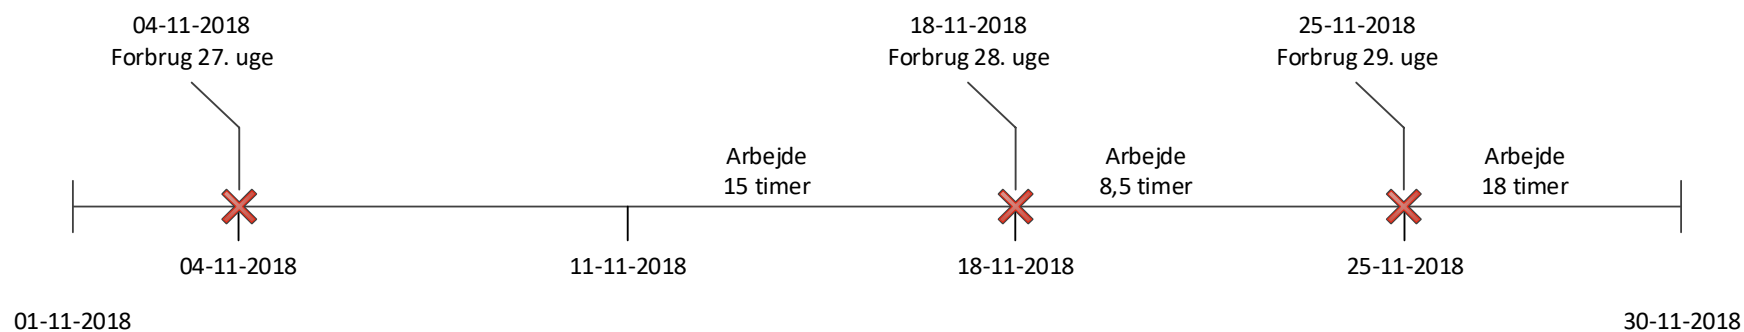 04-11-2018
Forbrug 27. uge
18-11-2018
Forbrug 28. uge
25-11-2018
Forbrug 29. uge
Arbejde
15 timer
Arbejde
8,5 timer
Arbejde
18 timer
04-11-2018
11-11-2018
18-11-2018
25-11-2018
01-11-2018
30-11-2018